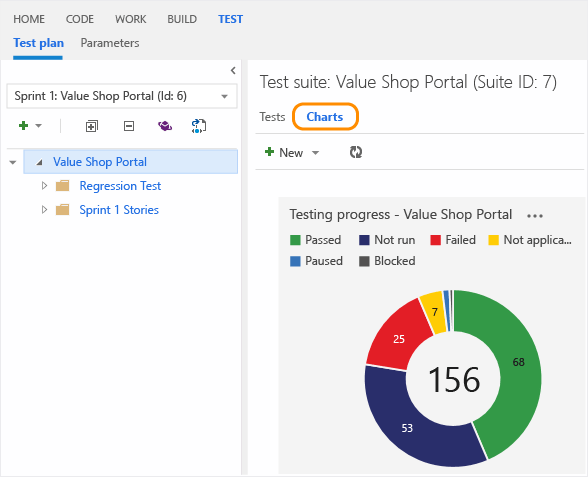 HOME CODE WORK BUILD TEST
Test plan Parameters
Sprint 1: Value Shop Portal (Id: 6)
Value Shop Portal
Regression Test
Sprint 1 Stories
Test suite: Value Shop Portal (Suite ID: 7)
Tests Charts
New
Testing progress - Value Shop Portal ...
Passed Not run Failed Not applica...
Paused Blocked
7
25
68
156
53